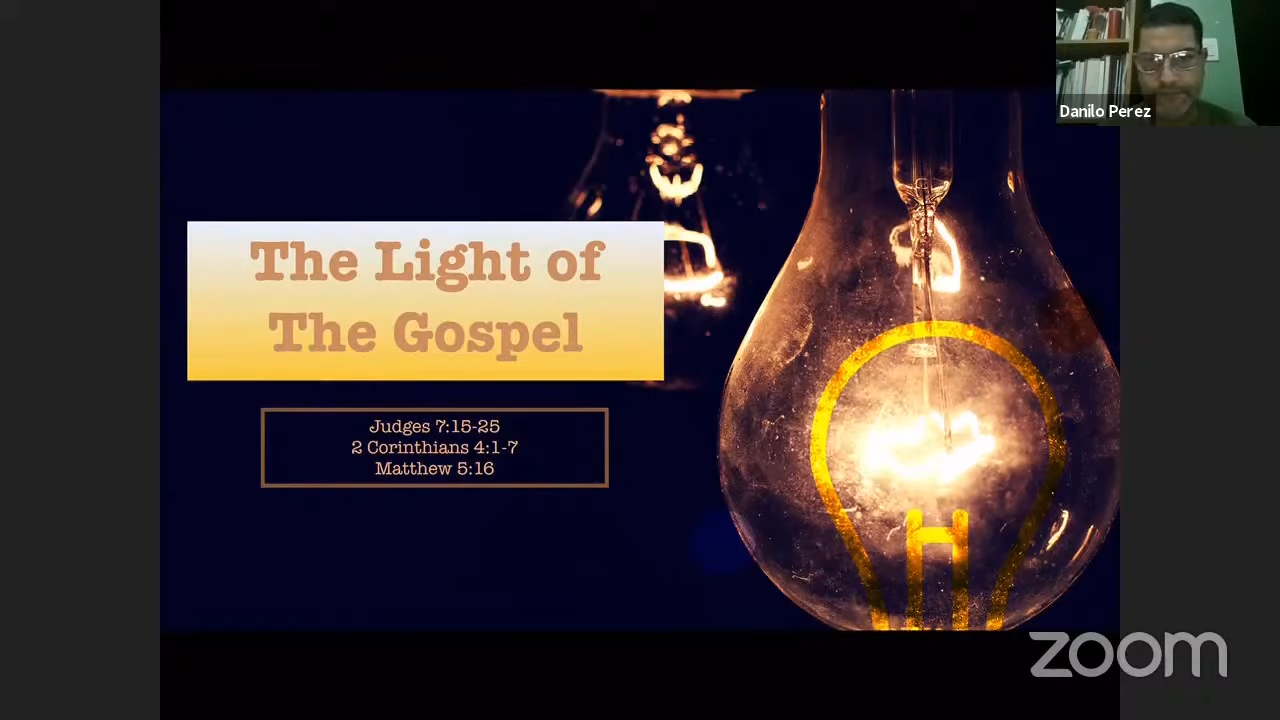 Danilo Perez
The Light of
The Gospel
Judges 7:15-25
2 Corinthians 4:1-7
Matthew 5:16
zoom